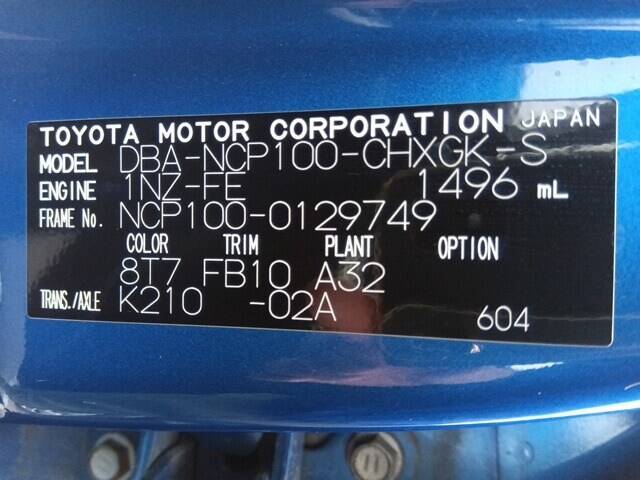 TOYOTA MOTOR CORPORATION JAPAN
MODEL DBA-NCP100-CHXGK-S
ENGINE 1NZ-FE 1496 mL
FRAME No. NCP100-0129749
COLOR TRIM PLANT OPTION
8T7 FB10 A32
TRANS./AXLE K210 -02A
604